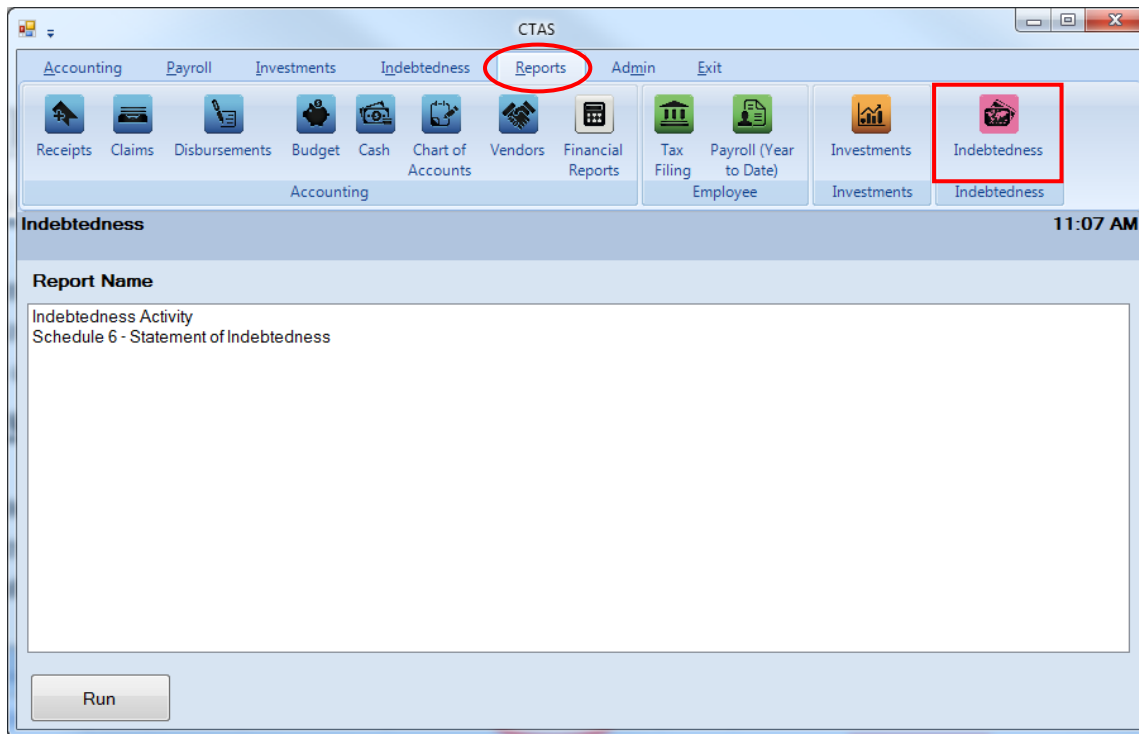 CTAS
Accounting Payroll Investments Indebtedness Reports Admin Exit
Receipts Claims Disbursements Budget Cash Chart of Accounts Vendors Financial Reports Tax Filing Payroll (Year to Date) Investments Indebtedness
Accounting Employee Investments Indebtedness
Indebtedness 11:07 AM
Report Name
Indebtedness Activity
Schedule 6 - Statement of Indebtedness
Run